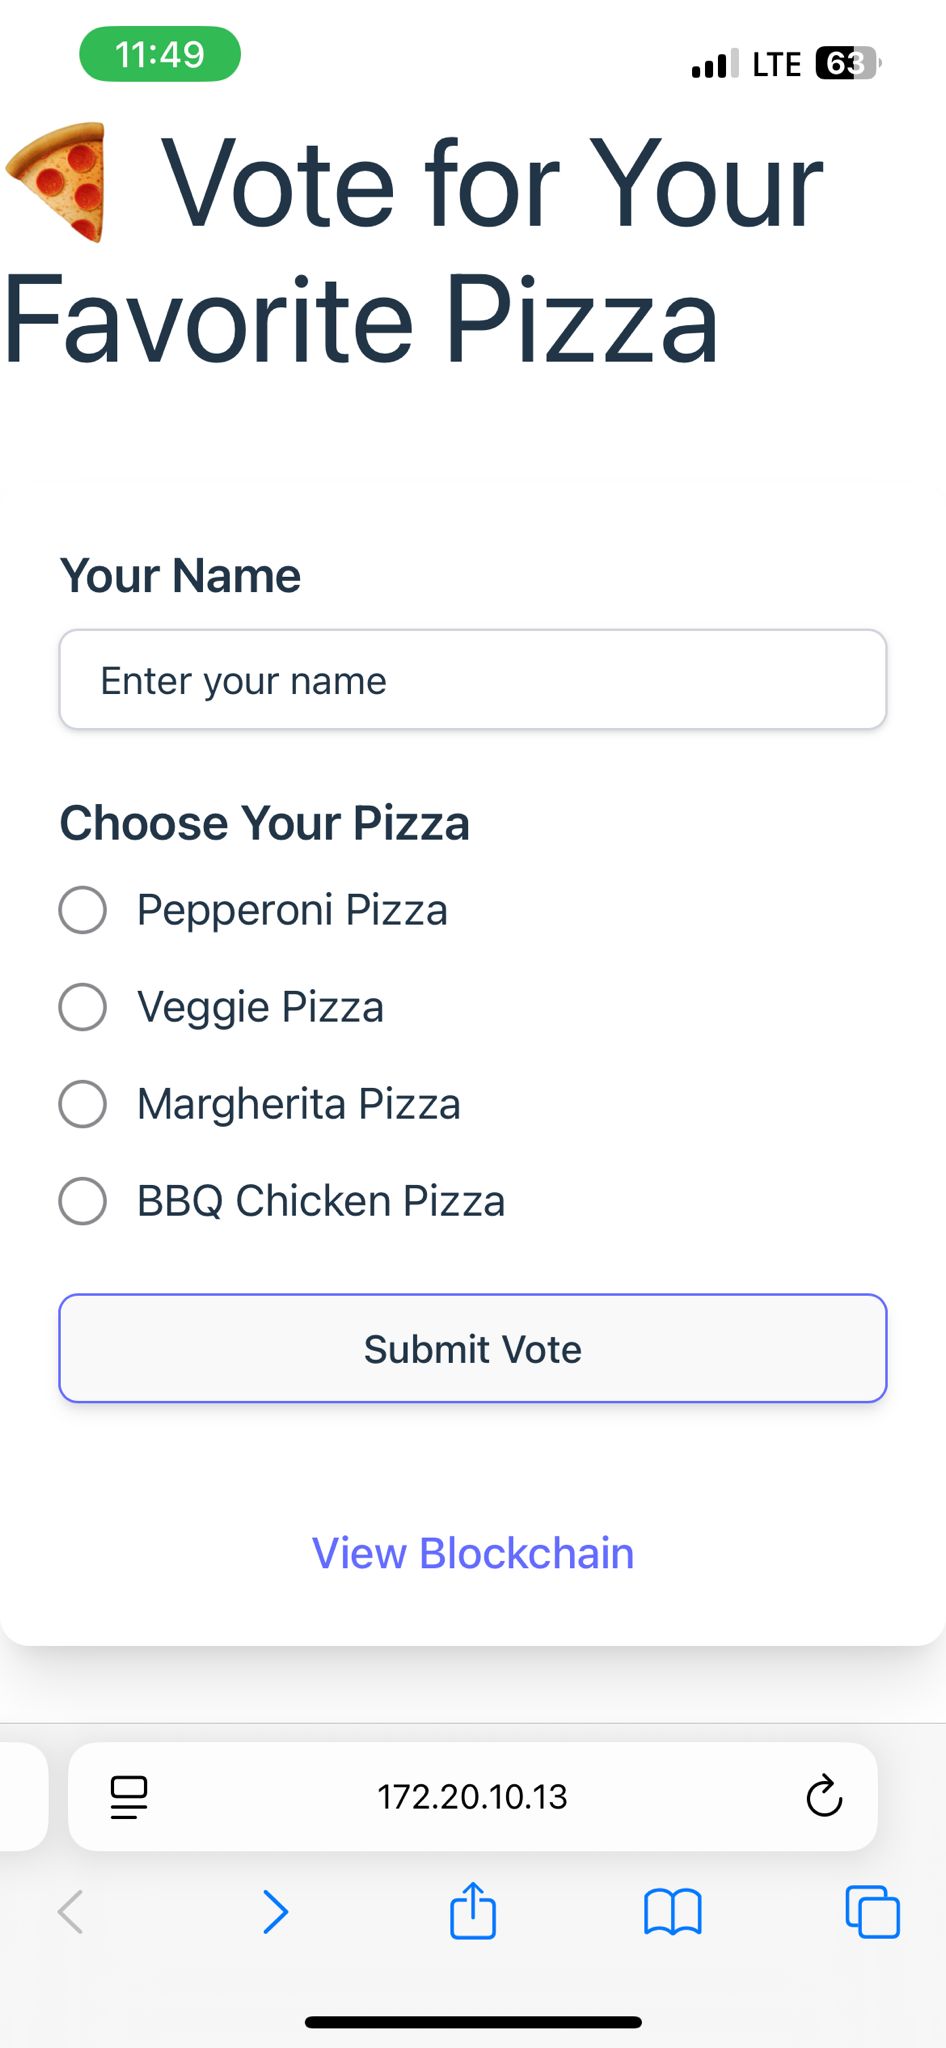 11:49 LTE 63
Vote for Your
Favorite Pizza
Your Name
Enter your name
Choose Your Pizza
Pepperoni Pizza
Veggie Pizza
Margherita Pizza
BBQ Chicken Pizza
Submit Vote
View Blockchain
172.20.10.13